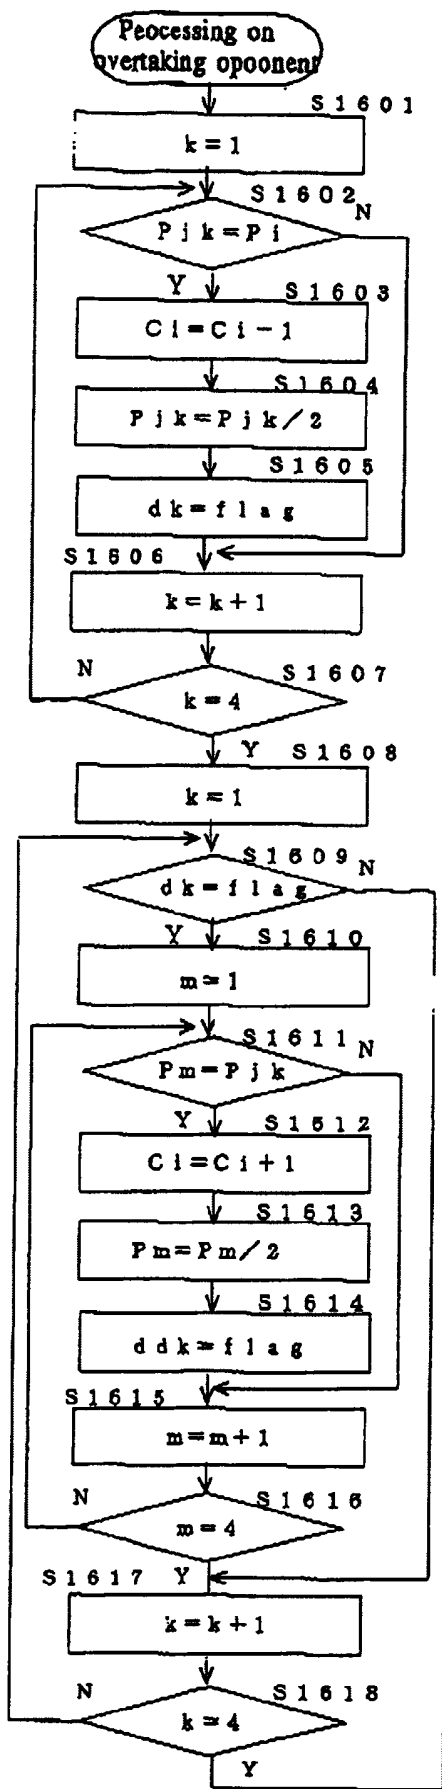 Peocessing on
overtaking opoonent
S1601
k=1
S1602
Pjk=Pi
N
Y
S1603
Ci=Ci-1
S1604
Pjk=Pjk/2
S1605
dk=flag
S1606
k=k+1
N
S1607
k=4
Y
S1608
k=1
S1609
N
dk=flag
Y
S1610
m=1
S1611
N
Pm=Pjk
Y
S1612
Ci=Ci+1
S1613
Pm=Pm/2
S1614
ddk=flag
S1615
m=m+1
N
S1616
m=4
S1617
Y
k=k+1
N
S1618
k=4
Y